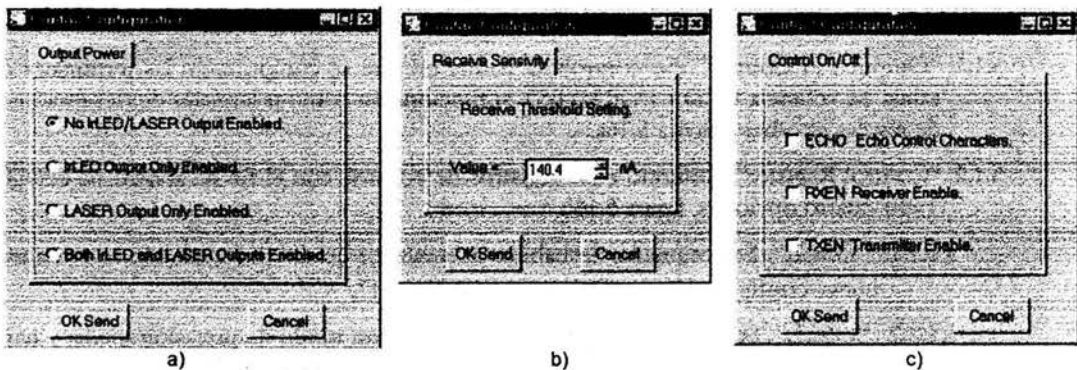 Output Power
No IrLED/LASER Output Enabled.
IrLED Output Only Enabled.
LASER Output Only Enabled.
Both IrLED and LASER Outputs Enabled.
OK Send
Cancel
a)
Receive Sensivity
Receive Threshold Setting.
Value = 140.4 nA.
OK Send
Cancel
b)
Control On/Off
ECHO Echo Control Characters.
RXEN Receiver Enable.
TXEN Transmitter Enable.
OK Send
Cancel
c)